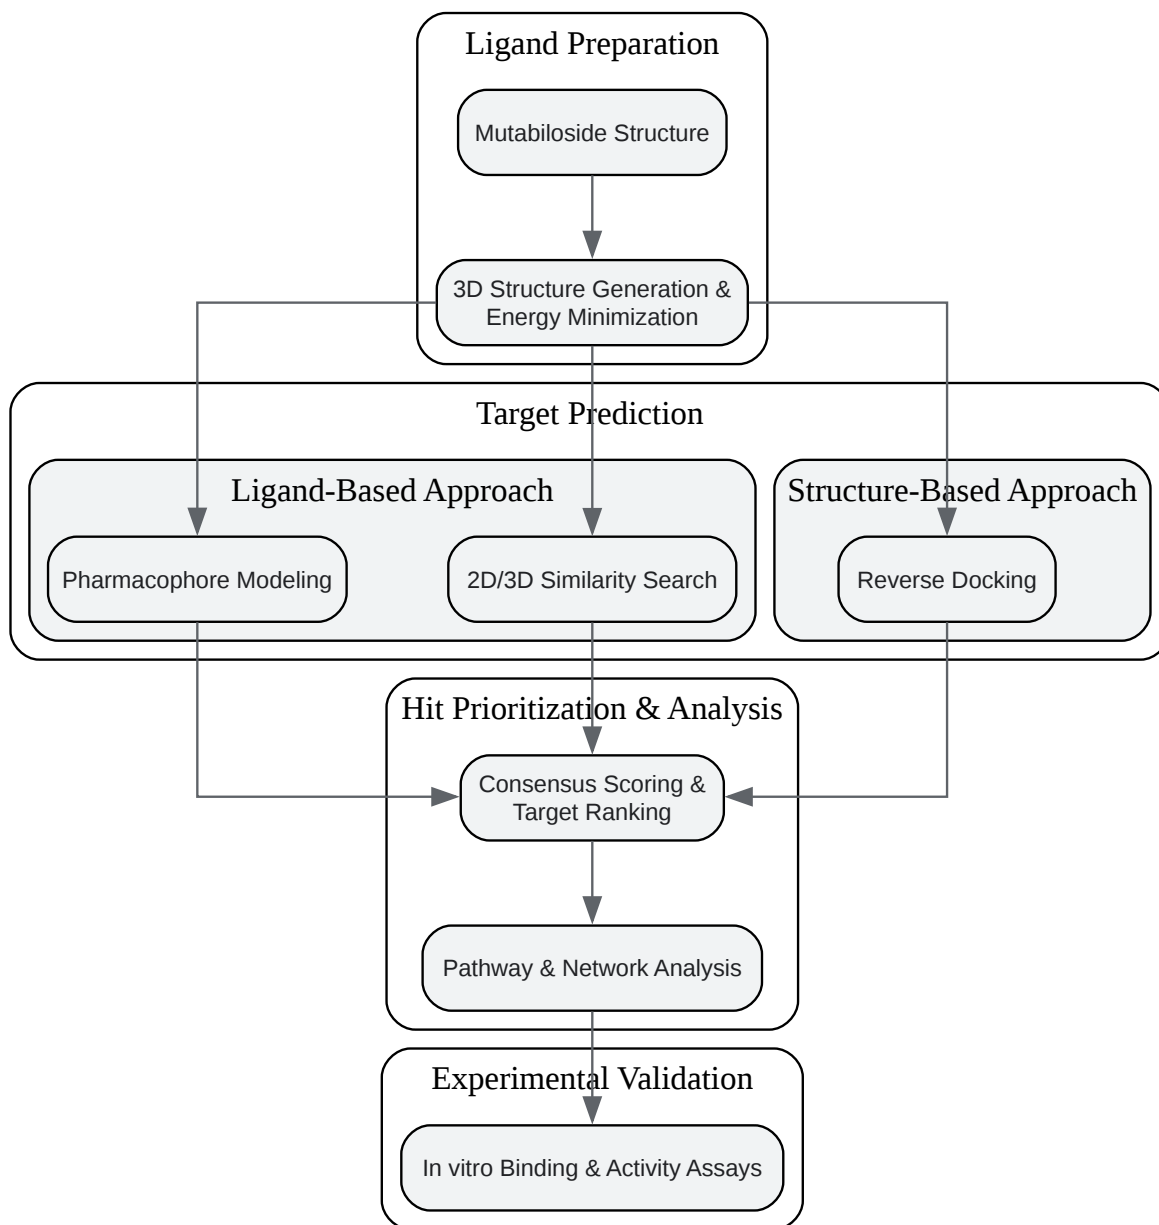 Ligand Preparation
Mutabiloside Structure
3D Structure Generation &
Energy Minimization
Target Prediction
Ligand-Based Approach
Structure-Based Approach
Pharmacophore Modeling
2D/3D Similarity Search
Reverse Docking
Hit Prioritization & Analysis
Consensus Scoring &
Target Ranking
Pathway & Network Analysis
Experimental Validation
In vitro Binding & Activity Assays